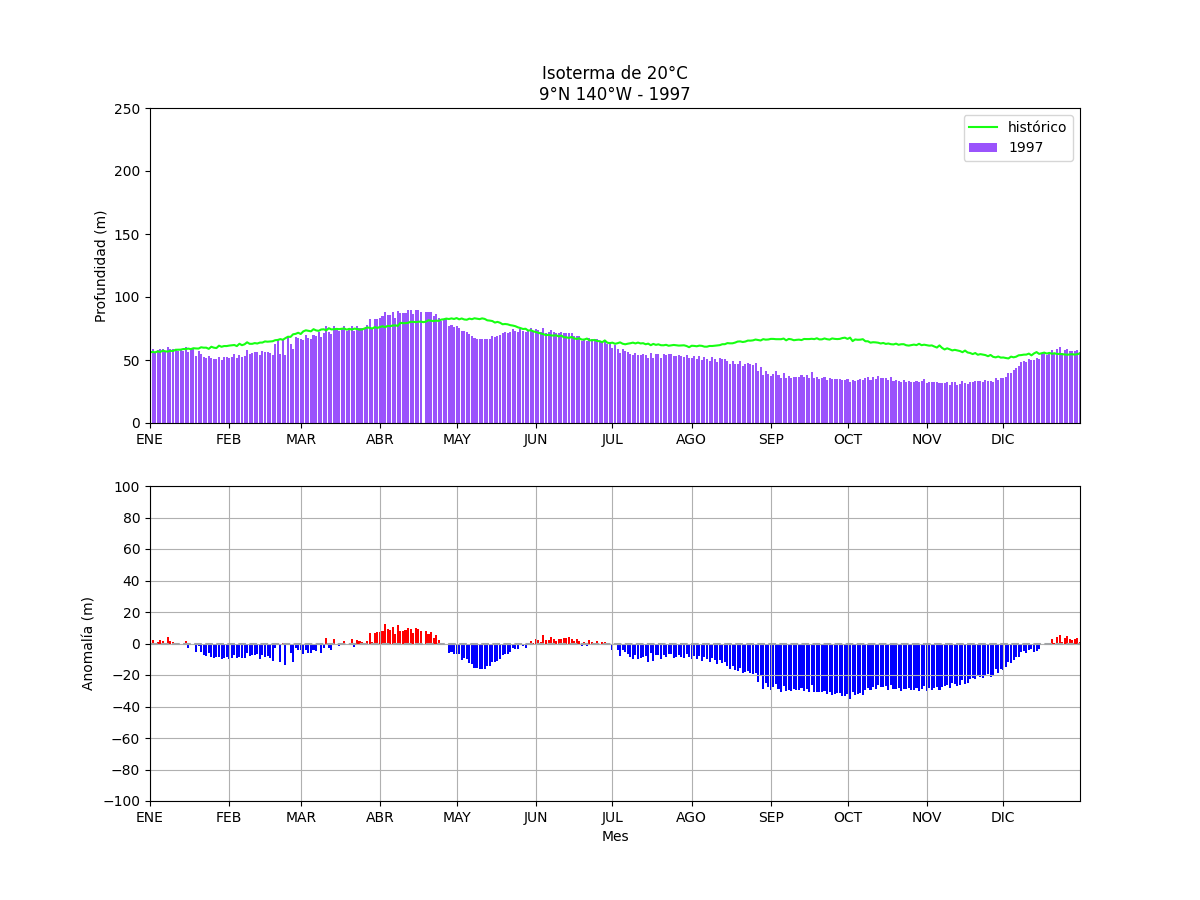 Isoterma de 20°C
9°N 140°W - 1997
250
200
150
100
50
0
Profundidad (m)
histórico
1997
ENE FEB MAR ABR MAY JUN JUL AGO SEP OCT NOV DIC
100
80
60
40
20
0
−20
−40
−60
−80
−100
Anomalía (m)
ENE FEB MAR ABR MAY JUN JUL AGO SEP OCT NOV DIC
Mes